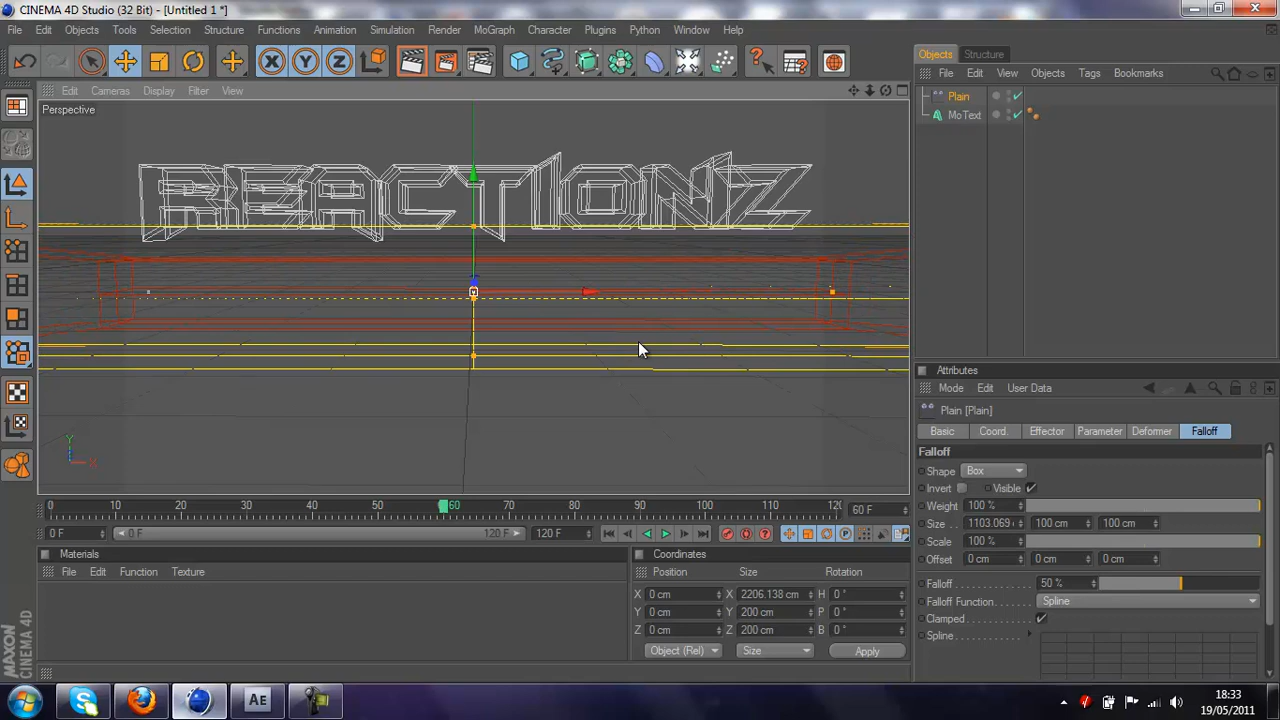 CINEMA 4D Studio (32 Bit) - [Untitled 1 *]
File Edit Objects Tools Selection Structure Functions Animation Simulation Render MoGraph Character Plugins Python Window Help
Edit Cameras Display Filter View
Perspective
REACTIONZ
Y
X
0 10 20 30 40 50 60 70 80 90 100 110 12(
60 F
0 F
0 F
120 F
120 F
Materials
File Edit Function Texture
Coordinates
Position Size Rotation
X 0 cm X 2206.138 cm H 0 °
Y 0 cm Y 200 cm P 0 °
Z 0 cm Z 200 cm B 0 °
Object (Rel) Size Apply
MAXON
CINEMA 4D
Objects Structure
File Edit View Objects Tags Bookmarks
Plain
MoText
Attributes
Mode Edit User Data
Plain [Plain]
Basic Coord. Effector Parameter Deformer Falloff
Falloff
Shape Box
Invert Visible
Weight 100 %
Size . . 1103.069 c 100 cm 100 cm
Scale 100 %
Offset 0 cm 0 cm 0 cm
Falloff 50 %
Falloff Function . Spline
Clamped
Spline
AE
18:33
19/05/2011